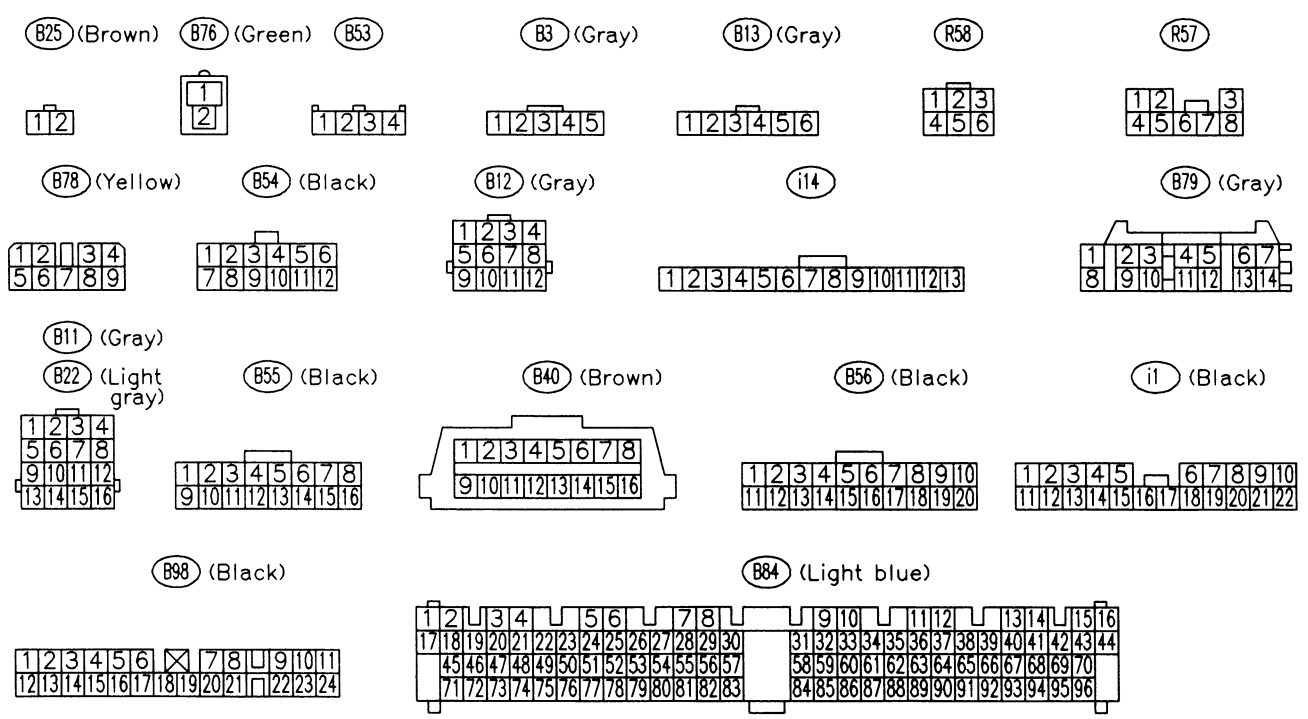 B25 (Brown) B76 (Green) B53 B3 (Gray) B13 (Gray) R58 R57
1 2
1
2
1 2 3 4
1 2 3 4 5
1 2 3 4 5 6
1 2 3
4 5 6
1 2 3
4 5 6 7 8
B78 (Yellow) B54 (Black) B12 (Gray) i14 B79 (Gray)
1 2 3 4
5 6 7 8 9
1 2 3 4 5 6
7 8 9 10 11 12
1 2 3 4
5 6 7 8
9 10 11 12
1 2 3 4 5 6 7 8 9 10 11 12 13
1 2 3 4 5 6 7
8 9 10 11 12 13 14
B11 (Gray)
B22 (Light
gray)
B55 (Black) B40 (Brown) B56 (Black) i1 (Black)
1 2 3 4
5 6 7 8
9 10 11 12
13 14 15 16
1 2 3 4 5 6 7 8
9 10 11 12 13 14 15 16
1 2 3 4 5 6 7 8
9 10 11 12 13 14 15 16
1 2 3 4 5 6 7 8 9 10
11 12 13 14 15 16 17 18 19 20
1 2 3 4 5 6 7 8 9 10
11 12 13 14 15 16 17 18 19 20 21 22
B98 (Black) B84 (Light blue)
1 2 3 4 5 6 7 8 9 10 11
12 13 14 15 16 17 18 19 20 21 22 23 24
1 2 3 4 5 6 7 8 9 10 11 12 13 14 15 16
17 18 19 20 21 22 23 24 25 26 27 28 29 30 31 32 33 34 35 36 37 38 39 40 41 42 43 44
45 46 47 48 49 50 51 52 53 54 55 56 57 58 59 60 61 62 63 64 65 66 67 68 69 70
71 72 73 74 75 76 77 78 79 80 81 82 83 84 85 86 87 88 89 90 91 92 93 94 95 96